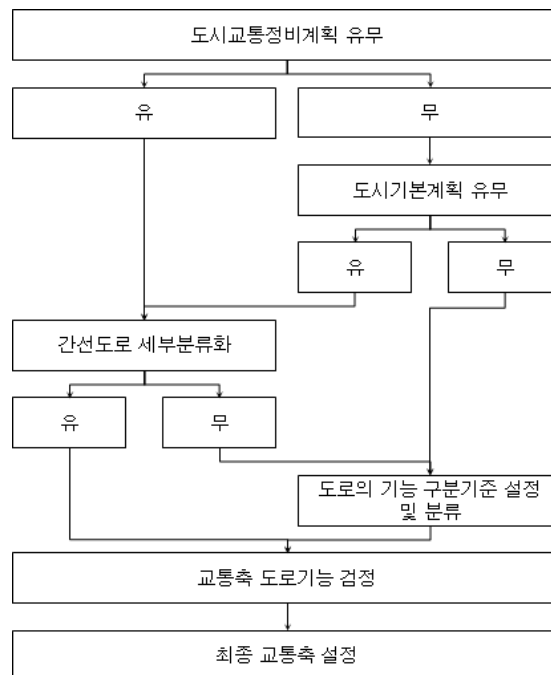 도시교통정비계획 유무
유
무
도시기본계획 유무
유
무
간선도로 세부분류화
유
무
도로의 기능 구분기준 설정
및 분류
교통축 도로기능 검정
최종 교통축 설정